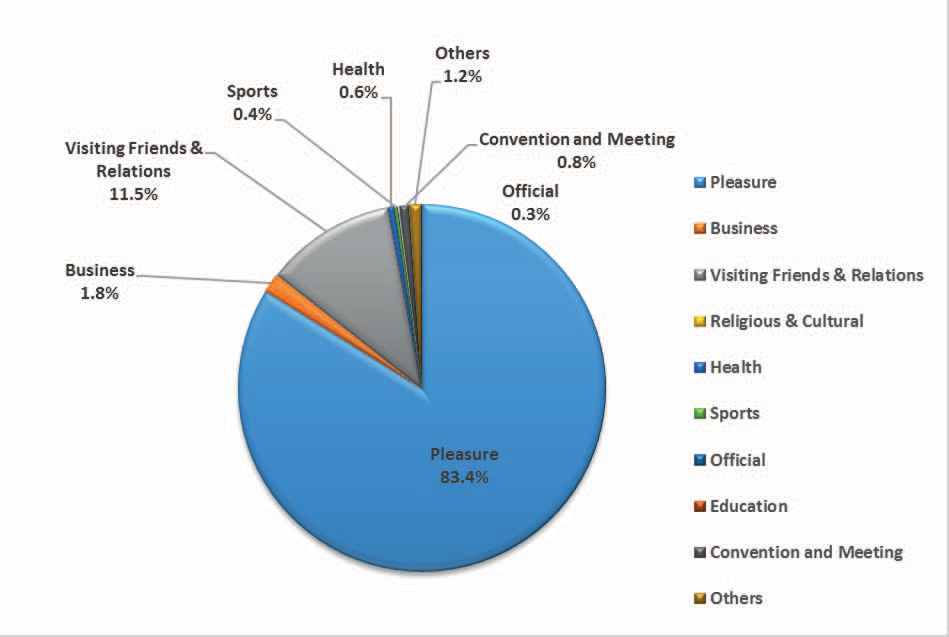 Others
1.2%
Health
0.6%
Sports
0.4%
Convention and Meeting
0.8%
Visiting Friends &
Relations
11.5%
Official
0.3%
Business
1.8%
Pleasure
83.4%
Pleasure
Business
Visiting Friends & Relations
Religious & Cultural
Health
Sports
Official
Education
Convention and Meeting
Others